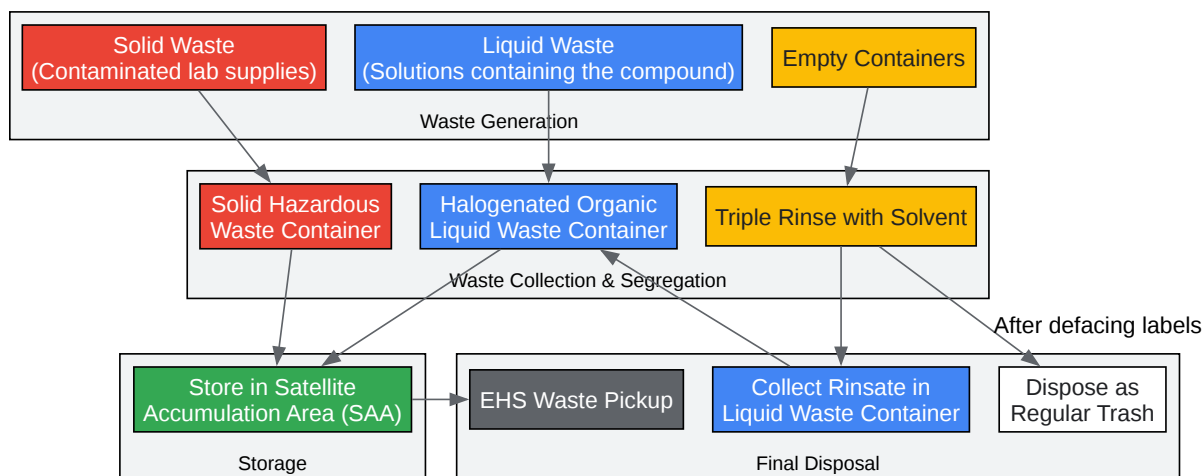 Solid Waste
(Contaminated lab supplies)
Liquid Waste
(Solutions containing the compound)
Empty Containers
Waste Generation
Solid Hazardous
Waste Container
Halogenated Organic
Liquid Waste Container
Triple Rinse with Solvent
Waste Collection & Segregation
After defacing labels
Store in Satellite
Accumulation Area (SAA)
EHS Waste Pickup
Collect Rinsate in
Liquid Waste Container
Dispose as
Regular Trash
Storage
Final Disposal